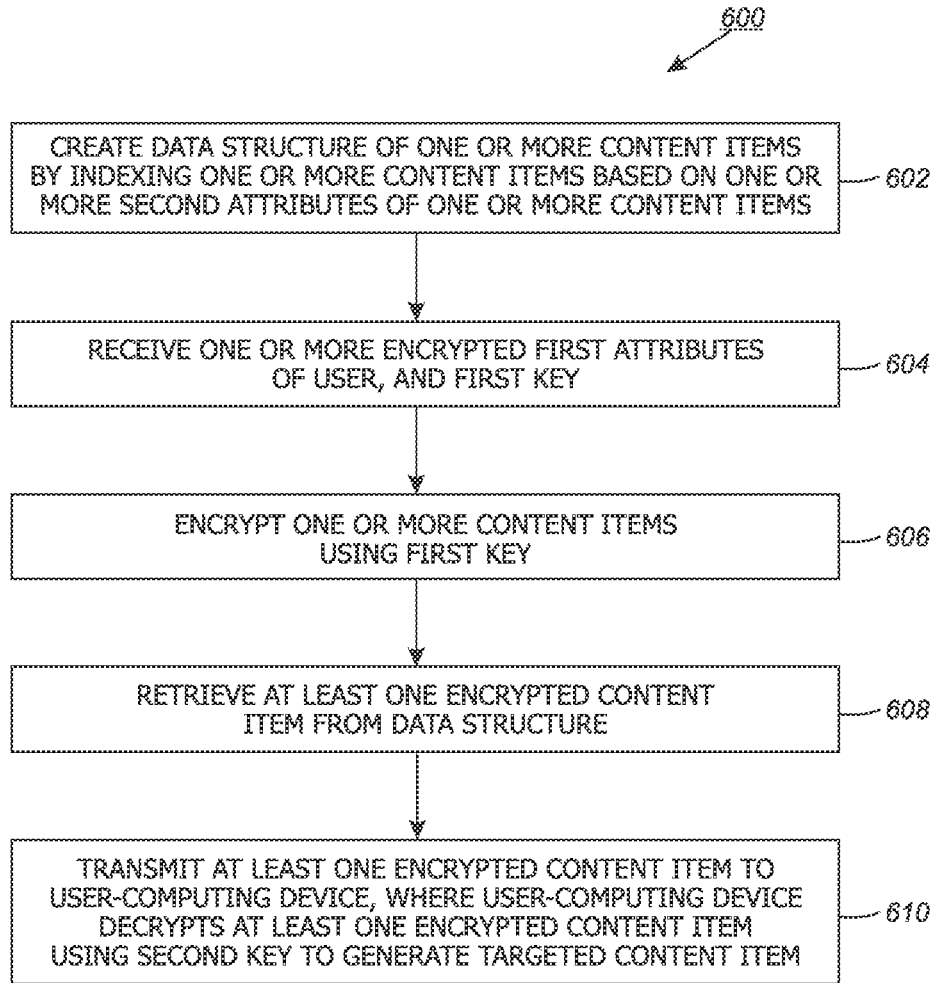 600
CREATE DATA STRUCTURE OF ONE OR MORE CONTENT ITEMS
BY INDEXING ONE OR MORE CONTENT ITEMS BASED ON ONE OR
MORE SECOND ATTRIBUTES OF ONE OR MORE CONTENT ITEMS
602
RECEIVE ONE OR MORE ENCRYPTED FIRST ATTRIBUTES
OF USER, AND FIRST KEY
604
ENCRYPT ONE OR MORE CONTENT ITEMS
USING FIRST KEY
606
RETRIEVE AT LEAST ONE ENCRYPTED CONTENT
ITEM FROM DATA STRUCTURE
608
TRANSMIT AT LEAST ONE ENCRYPTED CONTENT ITEM TO
USER-COMPUTING DEVICE, WHERE USER-COMPUTING DEVICE
DECRYPTS AT LEAST ONE ENCRYPTED CONTENT ITEM
USING SECOND KEY TO GENERATE TARGETED CONTENT ITEM
610